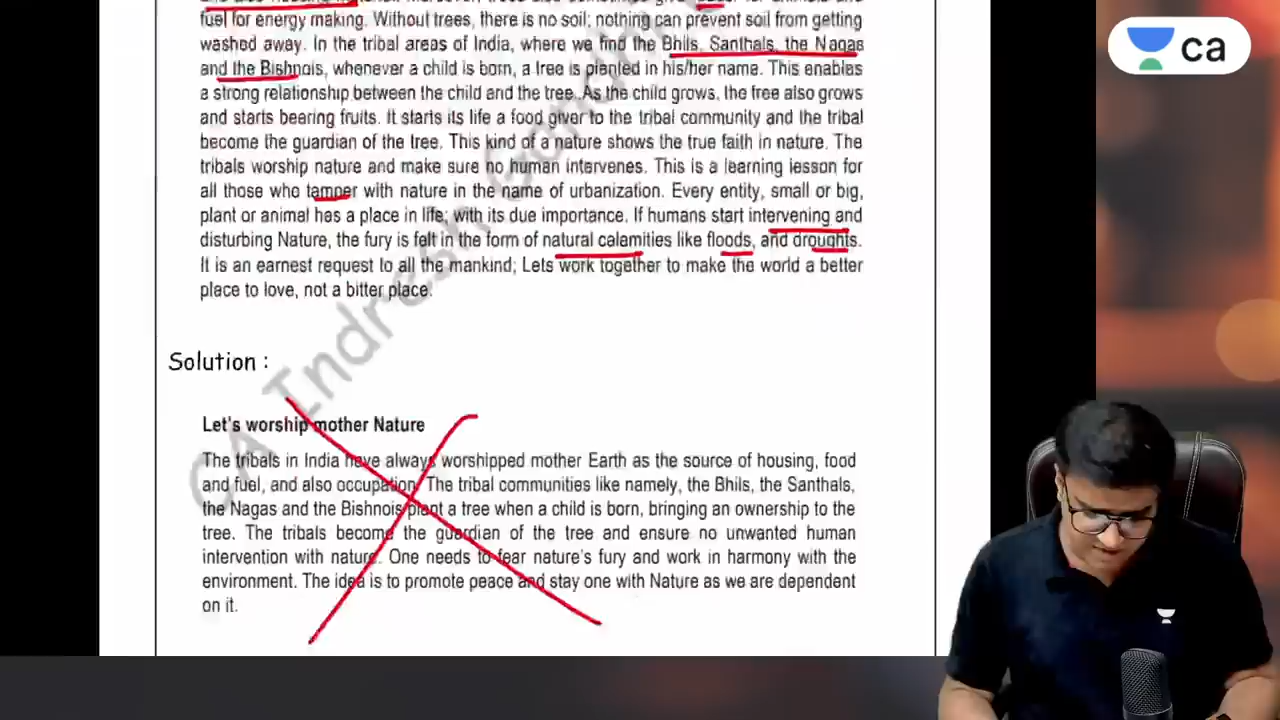 fuel for energy making. Without trees, there is no soil; nothing can prevent soil from getting
washed away. In the tribal areas of India, where we find the Bhils, Santhals, the Nagas
and the Bishnois, whenever a child is born, a tree is planted in his/her name. This enables
a strong relationship between the child and the tree. As the child grows, the tree also grows
and starts bearing fruits. It starts its life a food giver to the tribal community and the tribal
become the guardian of the tree. This kind of a nature shows the true faith in nature. The
tribals worship nature and make sure no human intervenes. This is a learning lesson for
all those who tamper with nature in the name of urbanization. Every entity, small or big,
plant or animal has a place in life; with its due importance. If humans start intervening and
disturbing Nature, the fury is felt in the form of natural calamities like floods, and droughts.
It is an earnest request to all the mankind; Lets work together to make the world a better
place to love, not a bitter place.
Solution :
Let's worship mother Nature
The tribals in India have always worshipped mother Earth as the source of housing, food
and fuel, and also occupation. The tribal communities like namely, the Bhils, the Santhals,
the Nagas and the Bishnois plant a tree when a child is born, bringing an ownership to the
tree. The tribals become the guardian of the tree and ensure no unwanted human
intervention with nature. One needs to fear nature's fury and work in harmony with the
environment. The idea is to promote peace and stay one with Nature as we are dependent
on it.
CA Indresh Gandhi
ca